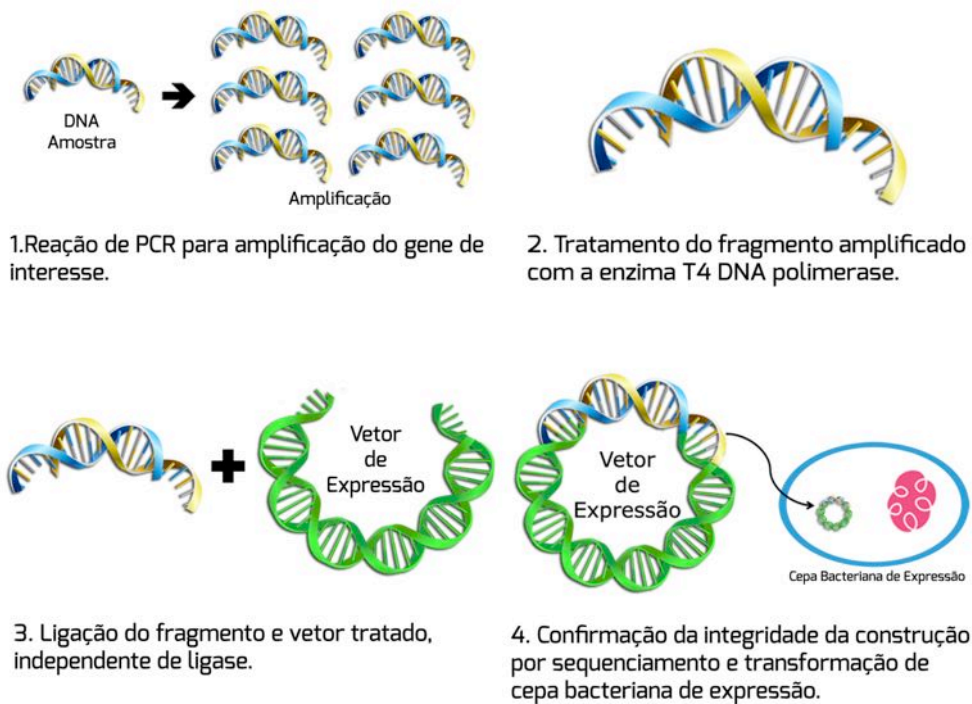 DNA
Amostra
Amplificação
1.Reação de PCR para amplificação do gene de
interesse.
2. Tratamento do fragmento amplificado
com a enzima T4 DNA polimerase.
Vetor
de
Expressão
Vetor
de
Expressão
Cepa Bacteriana de Expressão
3. Ligação do fragmento e vetor tratado,
independente de ligase.
4. Confirmação da integridade da construção
por sequenciamento e transformação de
cepa bacteriana de expressão.